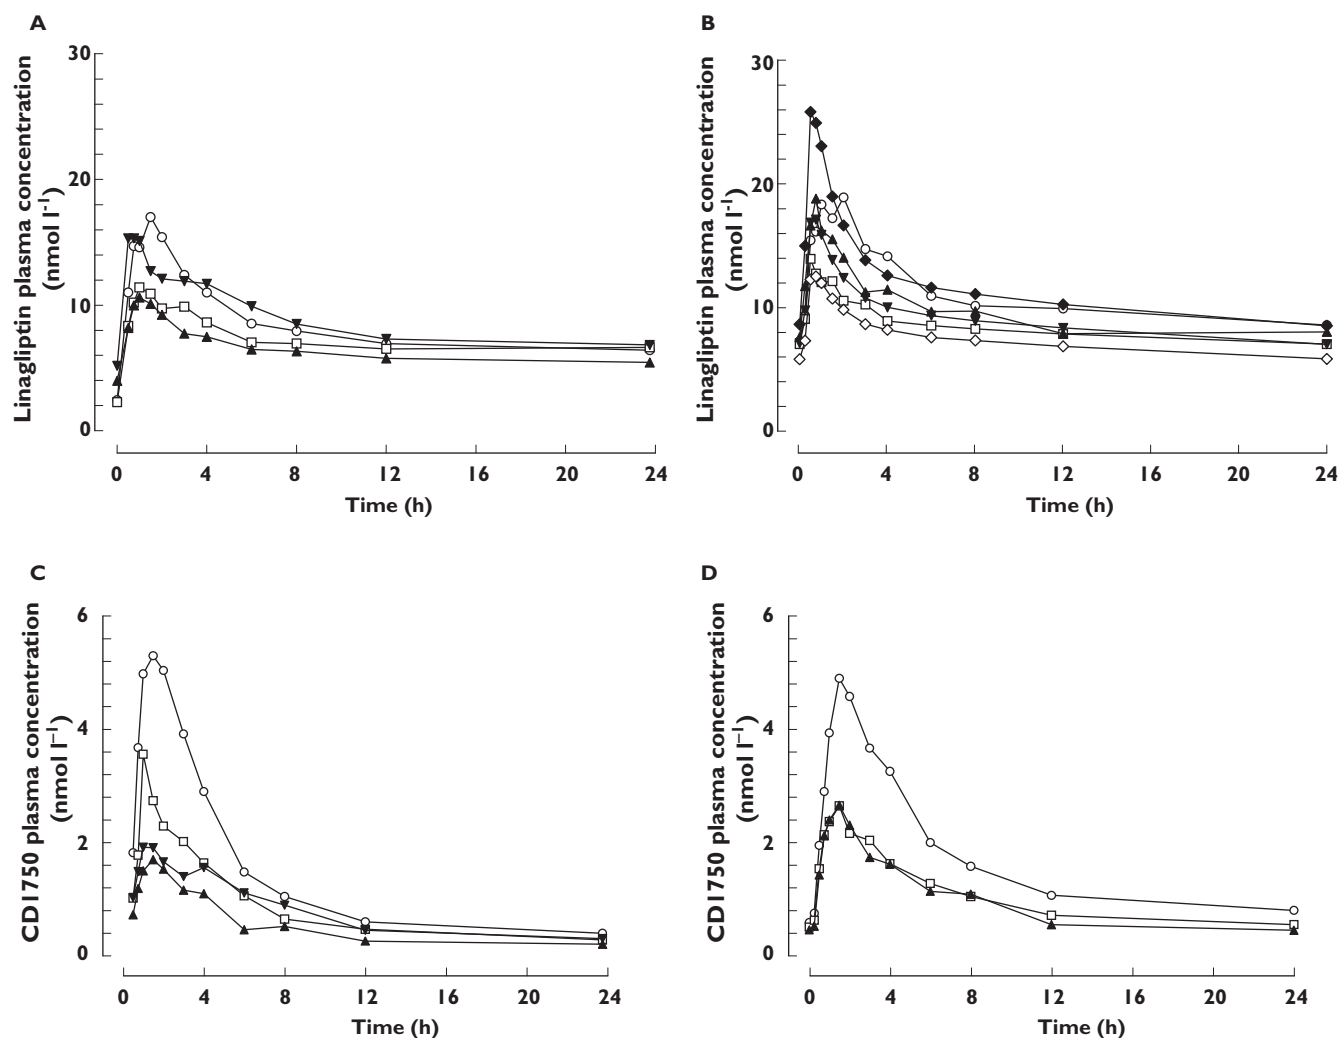 A
Linagliptin plasma concentration
(nmol l-1)
30
20
10
0
0 4 8 12 16 20 24
Time (h)
B
Linagliptin plasma concentration
(nmol l-1)
30
20
10
0
0 4 8 12 16 20 24
Time (h)
C
CD1750 plasma concentration
(nmol l–1)
6
4
2
0
0 4 8 12 16 20 24
Time (h)
D
CD1750 plasma concentration
(nmol l–1)
6
4
2
0
0 4 8 12 16 20 24
Time (h)